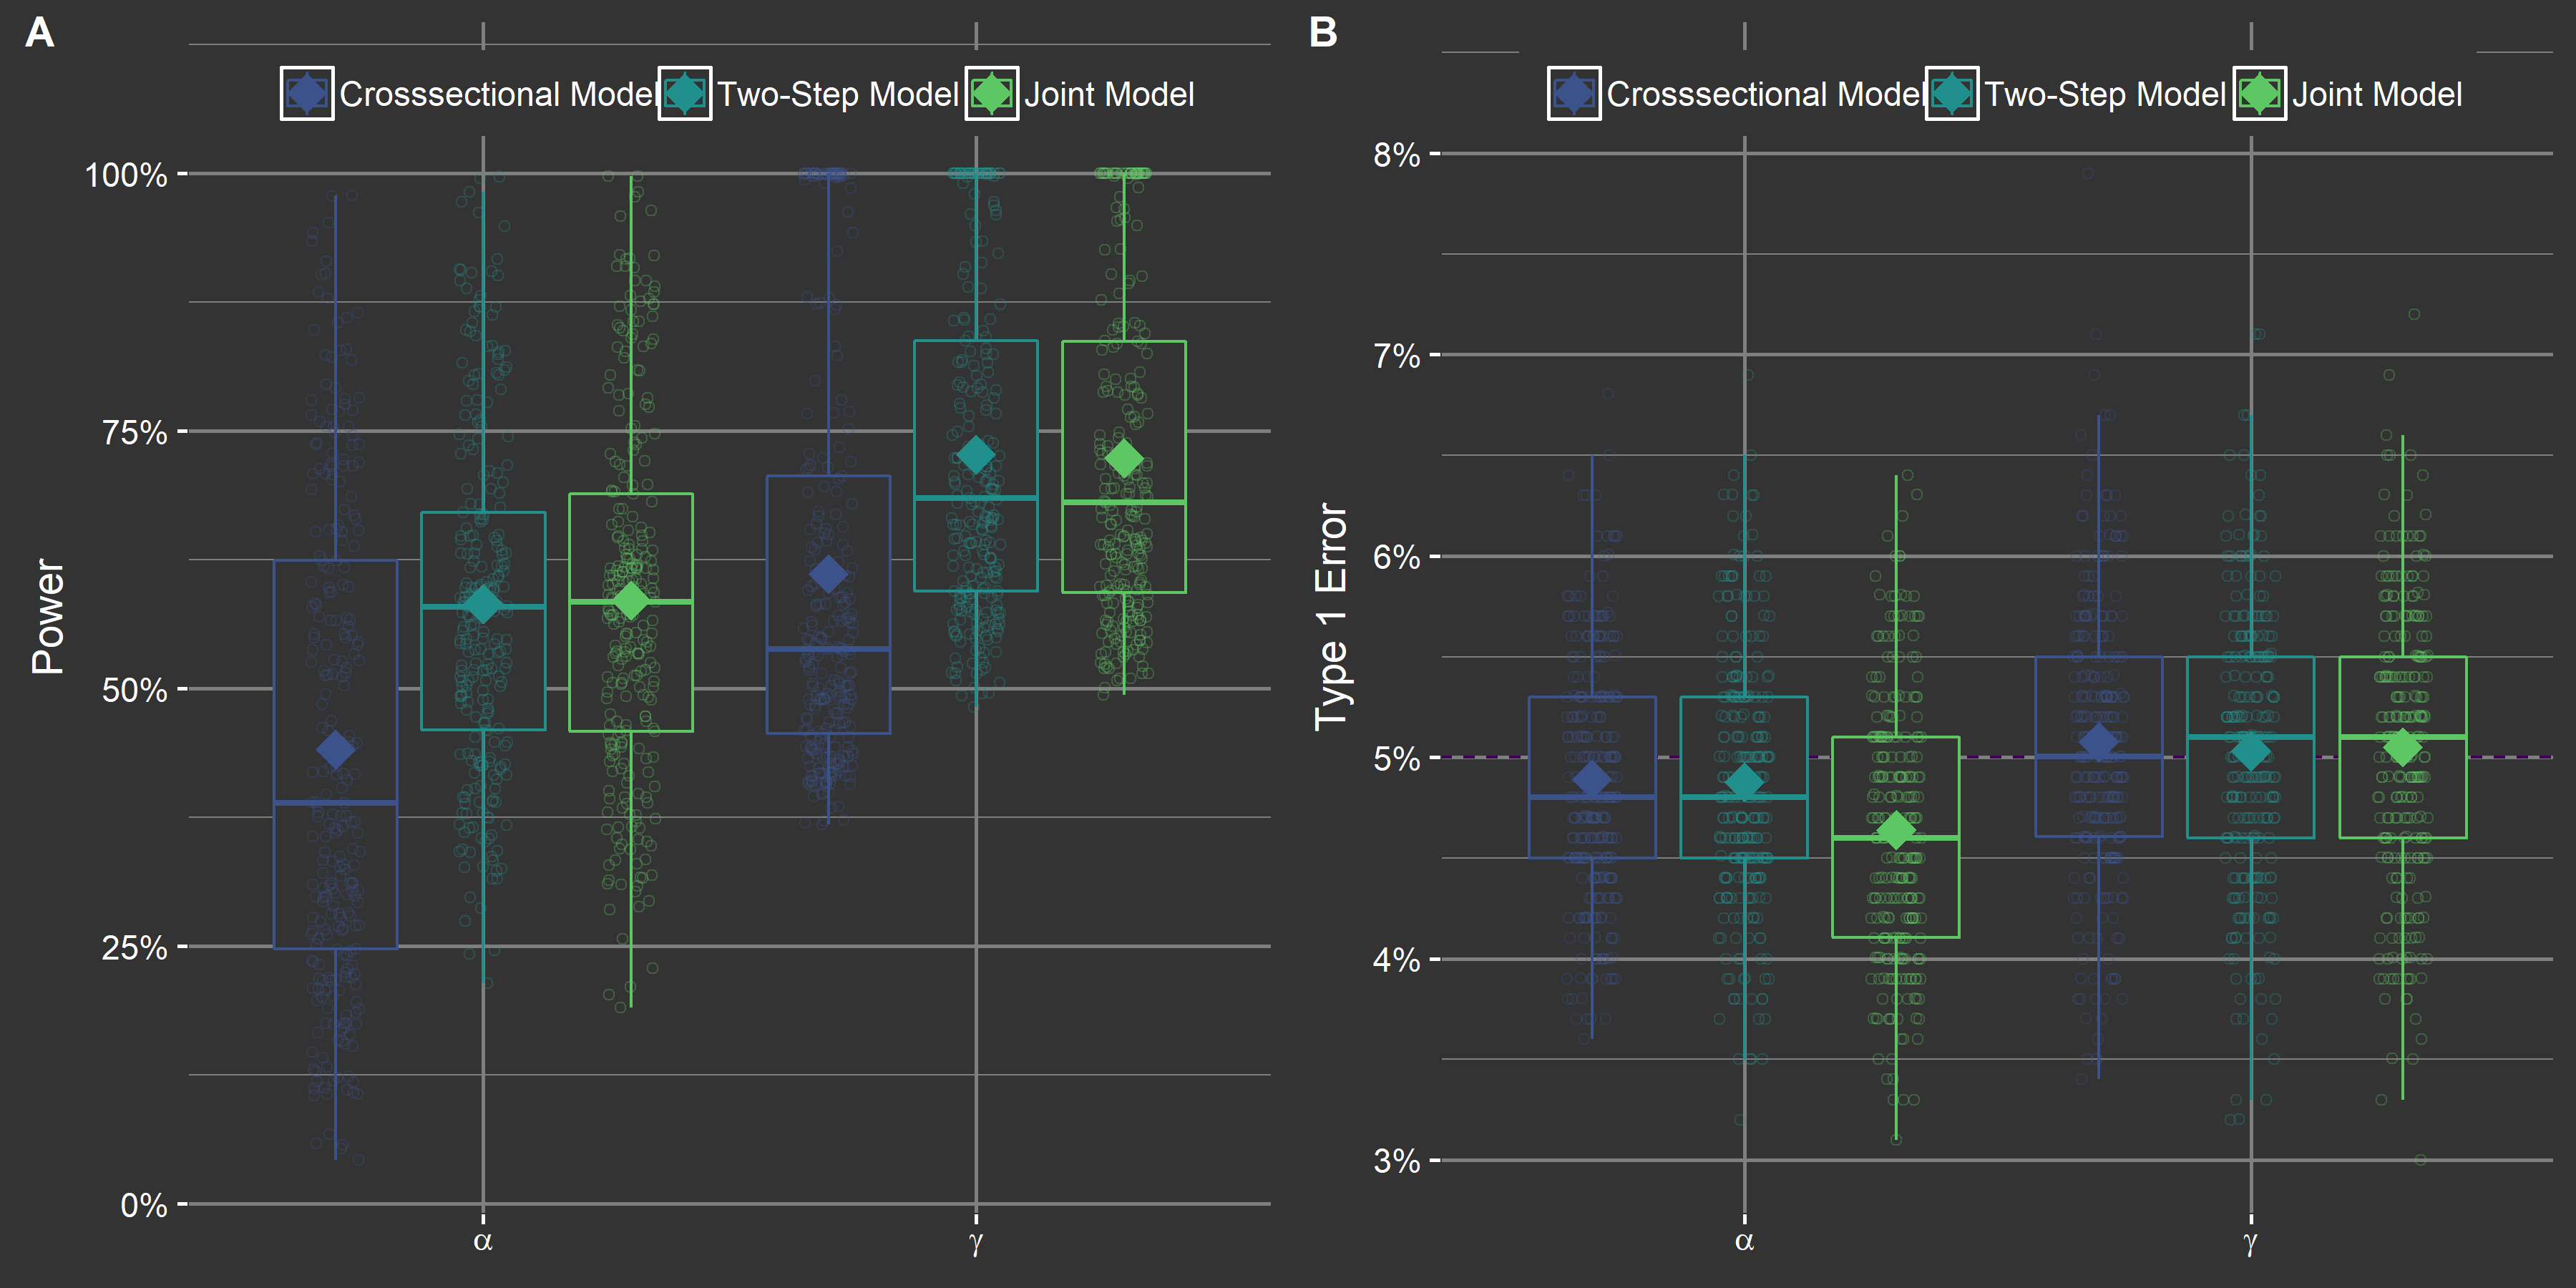 A
Crosssectional Model Two-Step Model Joint Model
100%
75%
50%
25%
0%
Power
α γ
B
Crosssectional Model Two-Step Model Joint Model
8%
7%
6%
5%
4%
3%
Type 1 Error
α γ